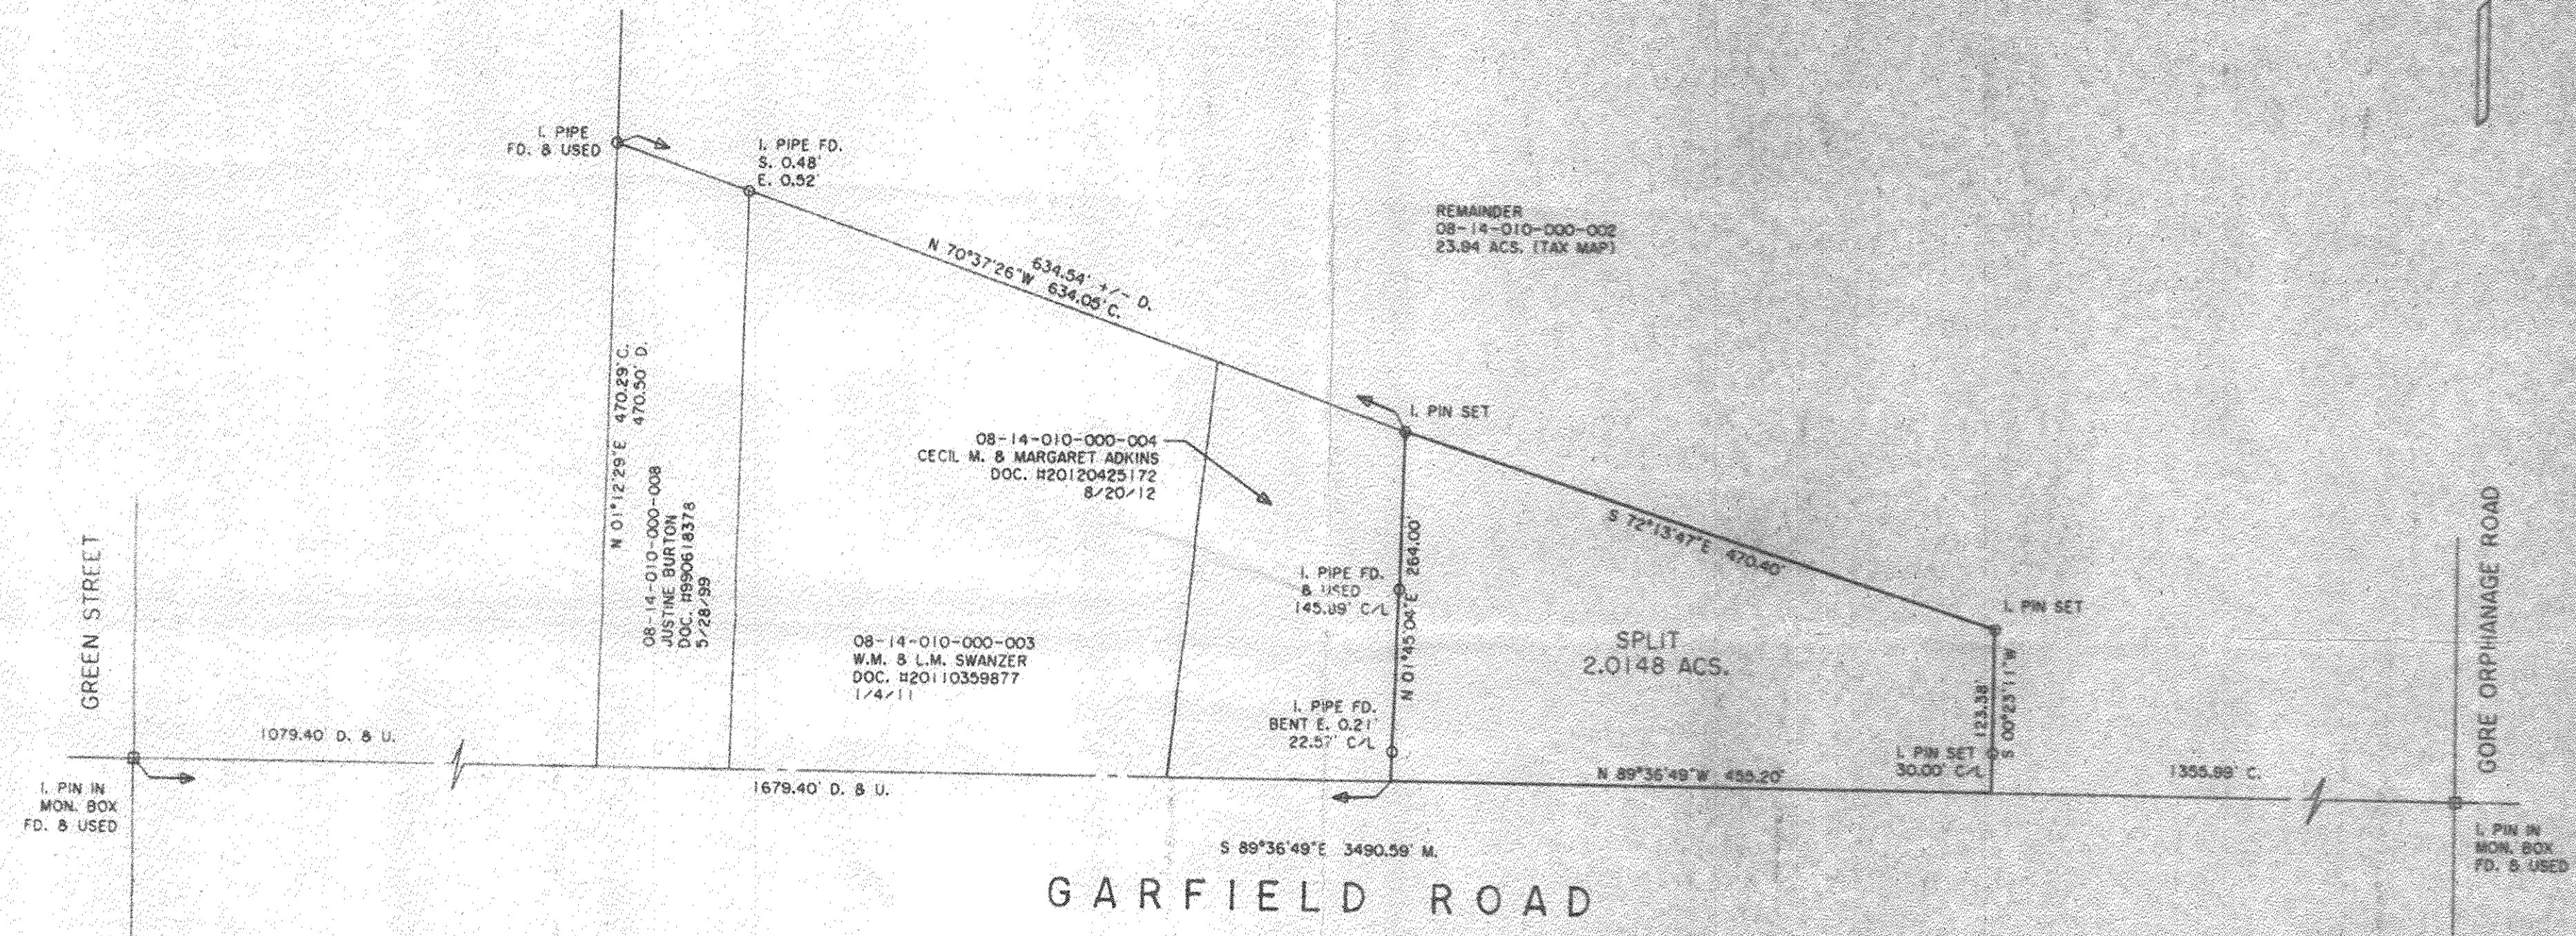 I. PIPE
FD. & USED
I. PIPE FD.
S. 0.48'
E. 0.52'
REMAINDER
08-14-010-000-002
23.94 ACS. (TAX MAP)
634.54' +/- D.
N 70°37'26"W 634.05' C.
N 01°12'29"E 470.29' C.
470.50' D.
08-14-010-000-008
JUSTINE BURTON
DOC. #990618378
5/28/99
I. PIN SET
08-14-010-000-004
CECIL M. & MARGARET ADKINS
DOC. #20120425172
8/20/12
S 72°13'47"E 470.40'
GREEN STREET
I. PIPE FD.
& USED
145.89' C/L
N 01°45'04"E 264.00'
I. PIN SET
GORE ORPHANAGE ROAD
08-14-010-000-003
W.M. & L.M. SWANZER
DOC. #20110359877
1/4/11
SPLIT
2.0148 ACS.
123.38'
S 00°23'11"W
I. PIPE FD.
BENT E. 0.21'
22.57' C/L
1079.40' D. & U.
I. PIN SET
30.00' C/L
N 89°36'49"W 455.20'
1355.99' C.
I. PIN IN
MON. BOX
FD. & USED
1679.40' D. & U.
I. PIN IN
MON. BOX
FD. & USED
S 89°36'49"E 3490.59' M.
GARFIELD ROAD